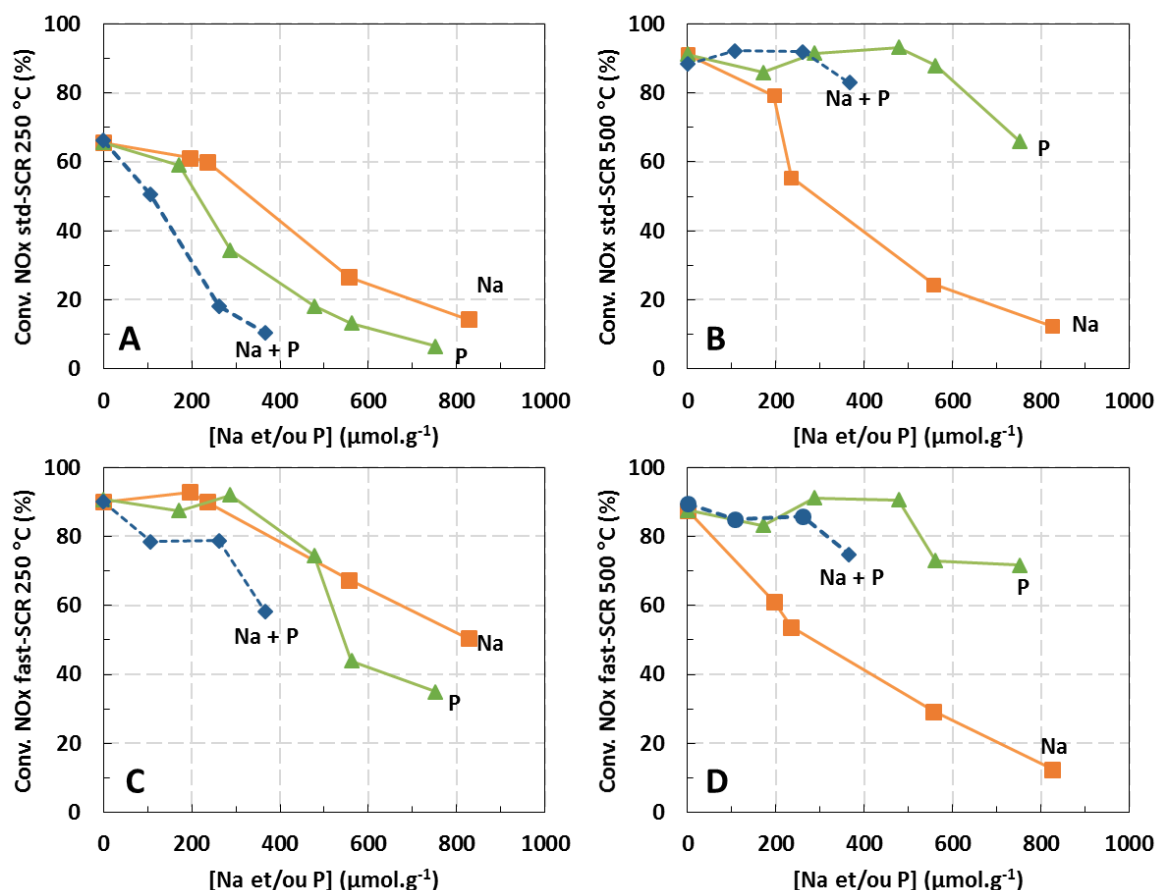 Conv. NOx std-SCR 250 °C (%)
100
80
60
40
20
0
A
Na
P
Na + P
0 200 400 600 800 1000
[Na et/ou P] (µmol.g-1)
Conv. NOx std-SCR 500 °C (%)
100
80
60
40
20
0
B
Na + P
P
Na
0 200 400 600 800 1000
[Na et/ou P] (µmol.g-1)
Conv. NOx fast-SCR 250 °C (%)
100
80
60
40
20
0
C
Na + P
Na
P
0 200 400 600 800 1000
[Na et/ou P] (µmol.g-1)
Conv. NOx fast-SCR 500 °C (%)
100
80
60
40
20
0
D
Na + P
P
Na
0 200 400 600 800 1000
[Na et/ou P] (µmol.g-1)